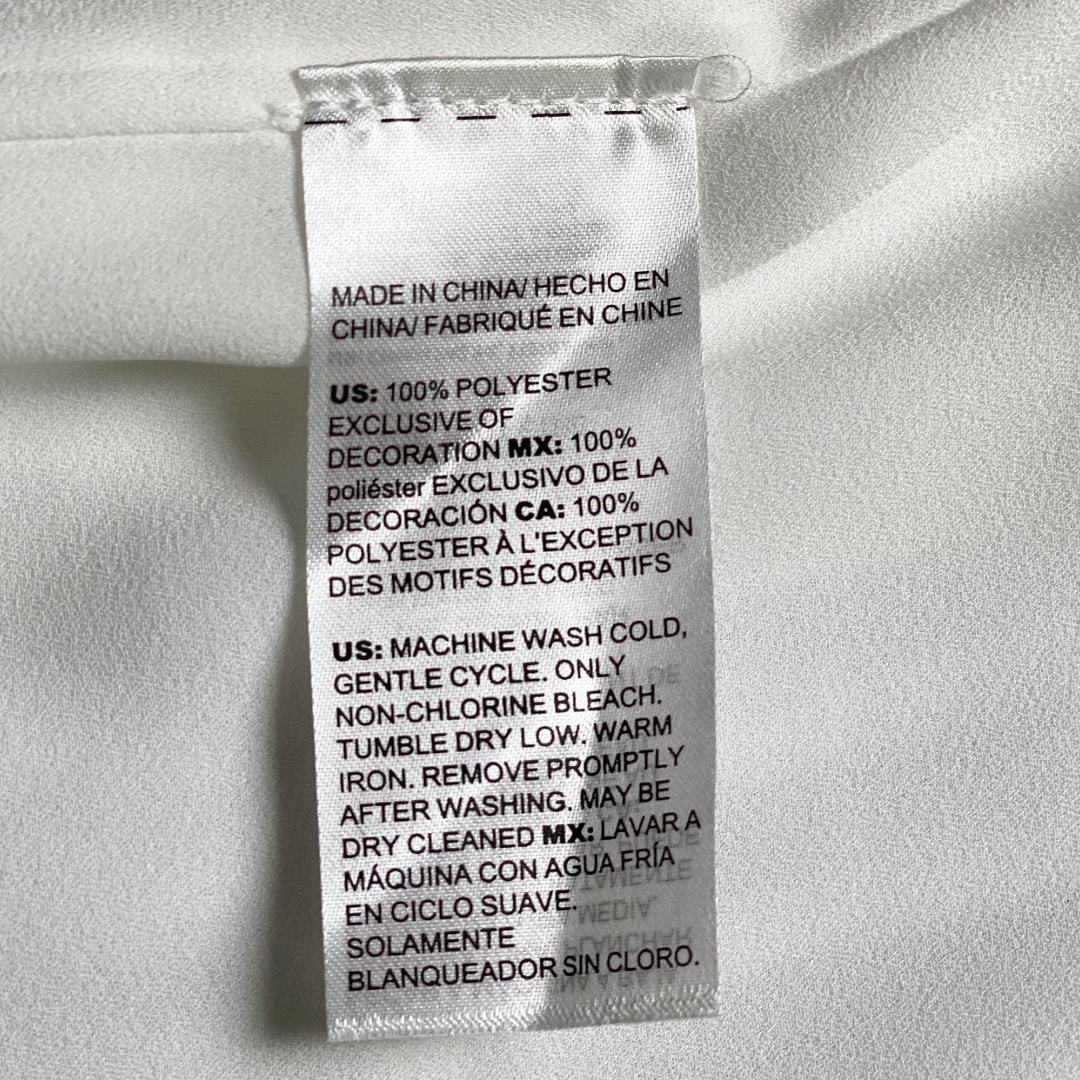 MADE IN CHINA/ HECHO EN
CHINA/ FABRIQUÉ EN CHINE
US: 100% POLYESTER
EXCLUSIVE OF
DECORATION MX: 100%
poliéster EXCLUSIVO DE LA
DECORACIÓN CA: 100%
POLYESTER À L'EXCEPTION
DES MOTIFS DÉCORATIFS
US: MACHINE WASH COLD,
GENTLE CYCLE. ONLY
NON-CHLORINE BLEACH.
TUMBLE DRY LOW. WARM
IRON. REMOVE PROMPTLY
AFTER WASHING. MAY BE
DRY CLEANED MX: LAVAR A
MÁQUINA CON AGUA FRÍA
EN CICLO SUAVE.
SOLAMENTE
BLANQUEADOR SIN CLORO.